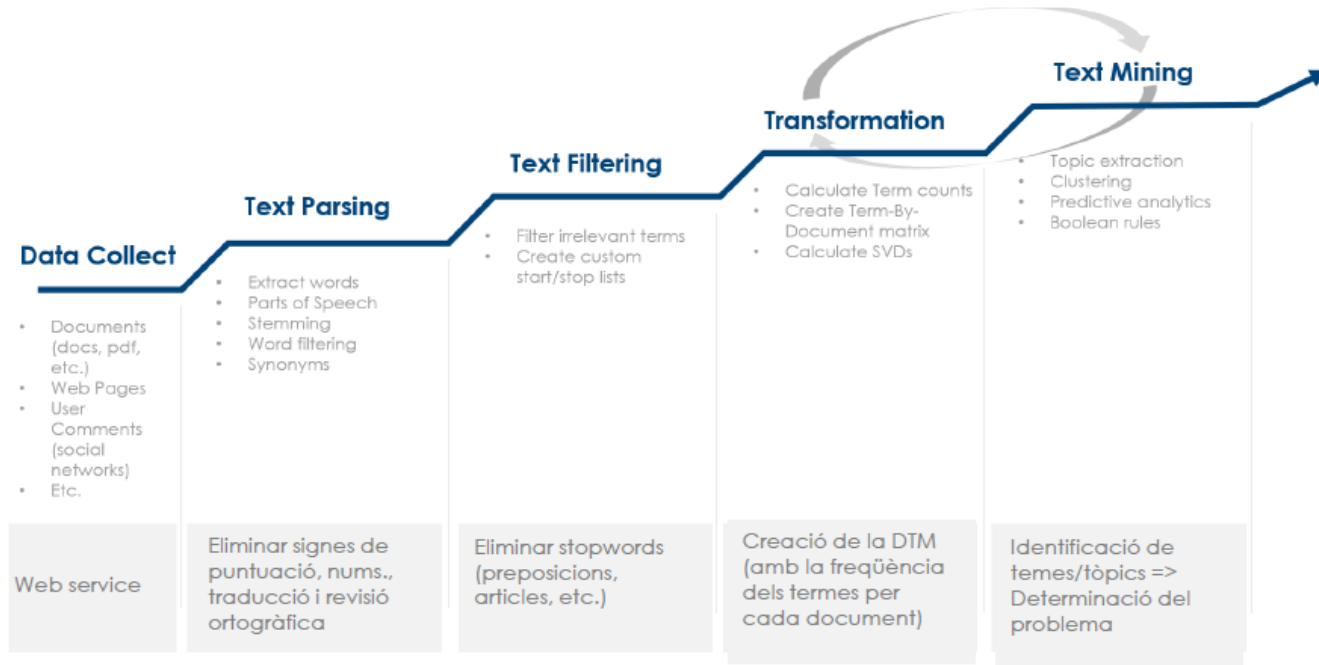 Data Collect
• Documents
(docs, pdf,
etc.)
• Web Pages
• User
Comments
(social
networks)
• Etc.
Web service
Text Parsing
• Extract words
• Parts of Speech
• Stemming
• Word filtering
• Synonyms
Eliminar signes de
puntuació, nums.,
traducció i revisió
ortogràfica
Text Filtering
• Filter irrelevant terms
• Create custom
start/stop lists
Eliminar stopwords
(preposicions,
articles, etc.)
Transformation
• Calculate Term counts
• Create Term-By-
Document matrix
• Calculate SVDs
Creació de la DTM
(amb la freqüència
dels termes per
cada document)
Text Mining
• Topic extraction
• Clustering
• Predictive analytics
• Boolean rules
Identificació de
temes/tòpics =>
Determinació del
problema